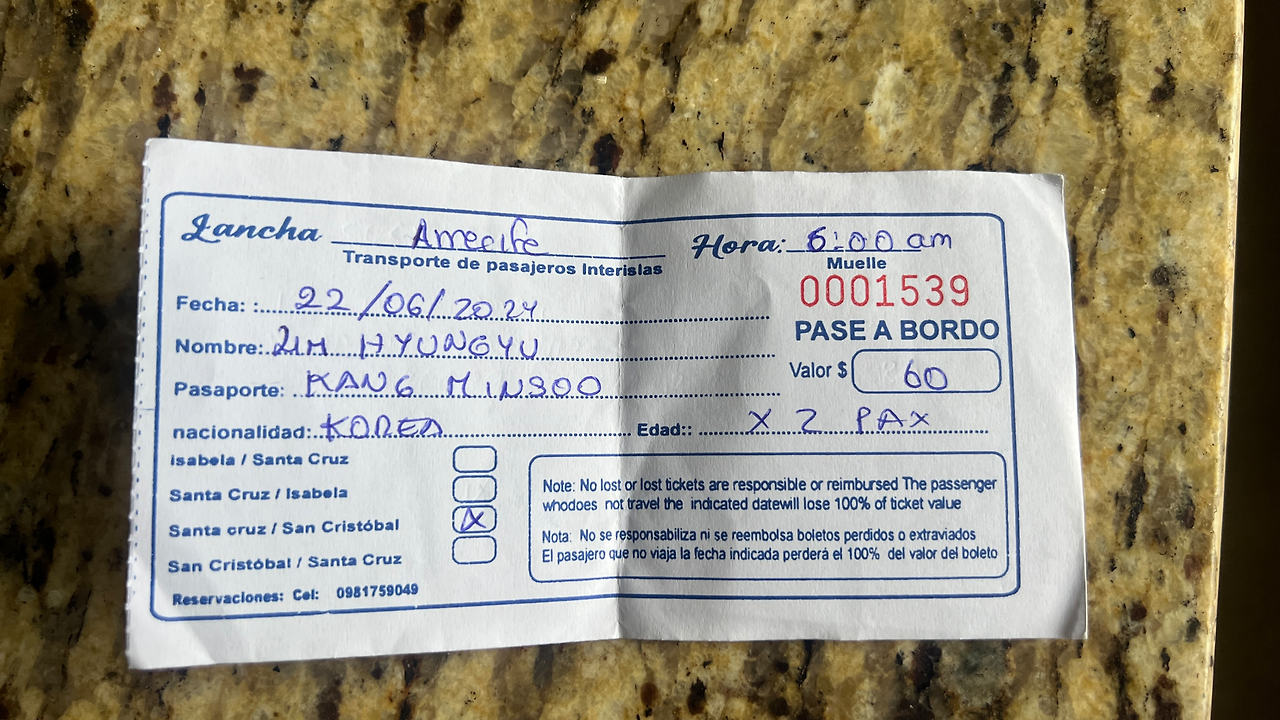 Lancha Arrecife Hora: 6:00 am
Transporte de pasajeros Interislas Muelle
0001539
Fecha: : 22/06/2024
PASE A BORDO
Nombre: LIM HYUNGYU
Valor $ 60
Pasaporte: KANG MINSOO
nacionalidad: KOREA Edad:: X 2 PAX
Isabela / Santa Cruz
Santa Cruz / Isabela
Santa cruz / San Cristóbal X
San Cristóbal / Santa Cruz
Reservaciones: Cel: 0981759049
Note: No lost or lost tickets are responsible or reimbursed The passenger
whodoes not travel the indicated datewill lose 100% of ticket value
Nota: No se responsabiliza ni se reembolsa boletos perdidos o extraviados
El pasajero que no viaja la fecha indicada perderá el 100% del valor del boleto